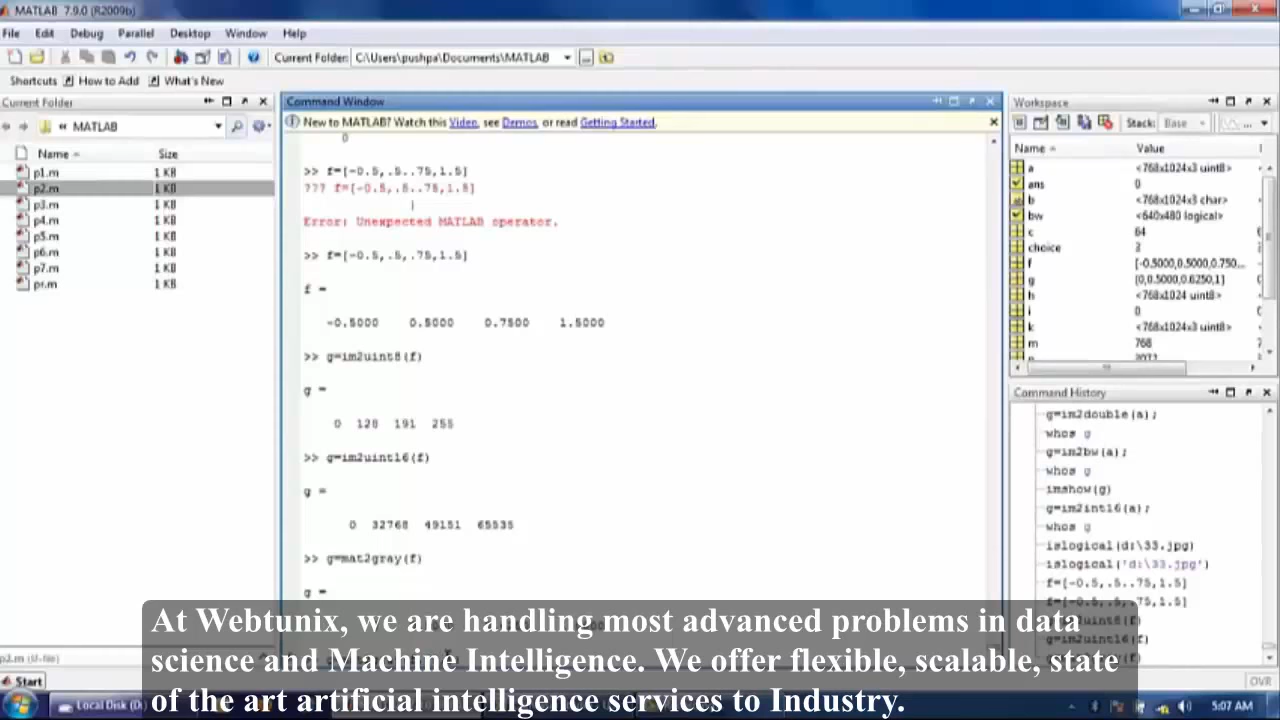 MATLAB 7.9.0 (R2009b)
File Edit Debug Parallel Desktop Window Help
Current Folder: C:\Users\pushpa\Documents\MATLAB
Shortcuts How to Add What's New
Current Folder
MATLAB
Name Size
p1.m 1 KB
p2.m 1 KB
p3.m 1 KB
p4.m 1 KB
p5.m 1 KB
p6.m 1 KB
p7.m 1 KB
pr.m 1 KB
Command Window
New to MATLAB? Watch this Video, see Demos, or read Getting Started.
0
>> f=[-0.5,.5..75,1.5]
??? f=[-0.5,.5..75,1.5]
|
Error: Unexpected MATLAB operator.
>> f=[-0.5,.5,.75,1.5]
f =
-0.5000 0.5000 0.7500 1.5000
>> g=im2uint8(f)
g =
0 128 191 255
>> g=im2uint16(f)
g =
0 32768 49151 65535
>> g=mat2gray(f)
g =
Workspace
Stack: Base
Name Value
a <768x1024x3 uint8>
ans 0
b <768x1024x3 char>
bw <640x480 logical>
c 64
choice
f [-0.5000,0.5000,0.750...
g [0,0.5000,0.6250,1]
h <768x1024 uint8>
i 0
k <768x1024x3 uint8>
m 768
Command History
g=im2double(a);
whos g
g=im2bw(a);
whos g
imshow(g)
g=im2int16(a);
whos g
islogical(d:\33.jpg)
islogical('d:\33.jpg')
f=[-0.5,.5..75,1.5]
f=[-0.5,.5,.75,1.5]
At Webtunix, we are handling most advanced problems in data
science and Machine Intelligence. We offer flexible, scalable, state
of the art artificial intelligence services to Industry.
Start
OVR
Local Disk (D:
5:07 AM